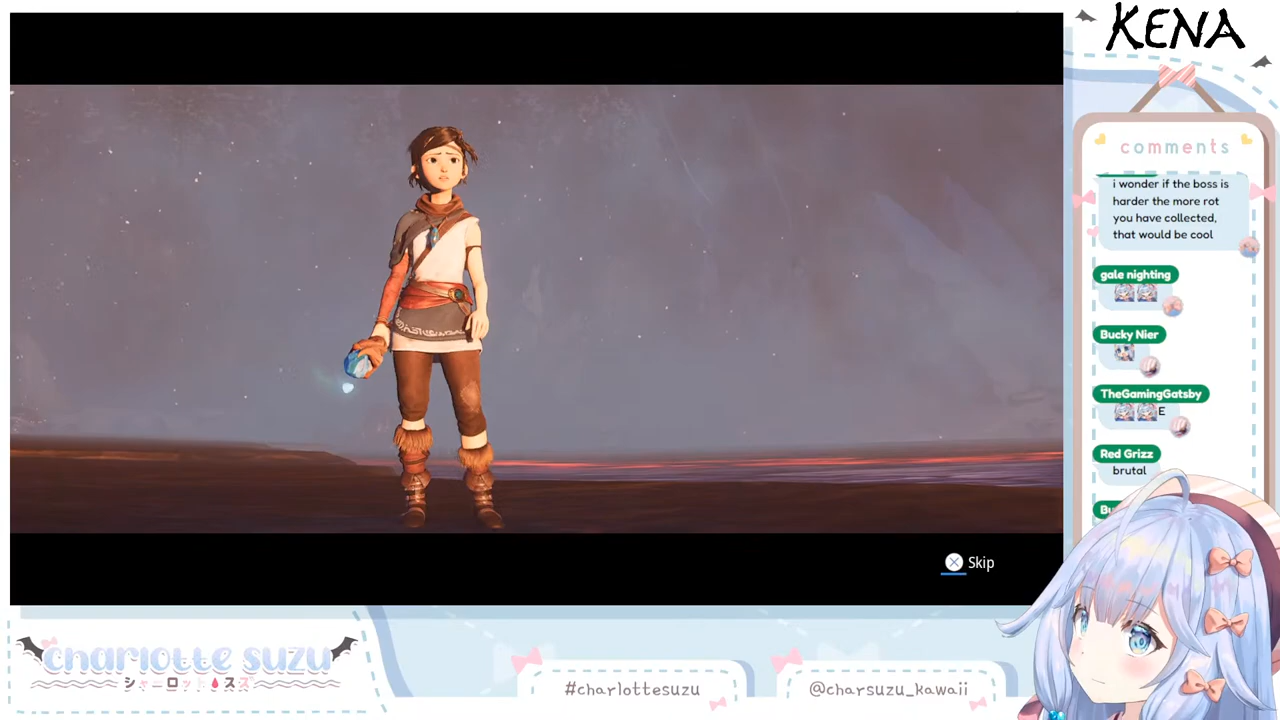 KENA
comments
i wonder if the boss is
harder the more rot
you have collected,
that would be cool
gale nighting
Bucky Nier
TheGamingGatsby
E
Red Grizz
brutal
Bu
Skip
charlotte suzu
シャーロット スズ
#charlottesuzu
@charsuzu_kawaii